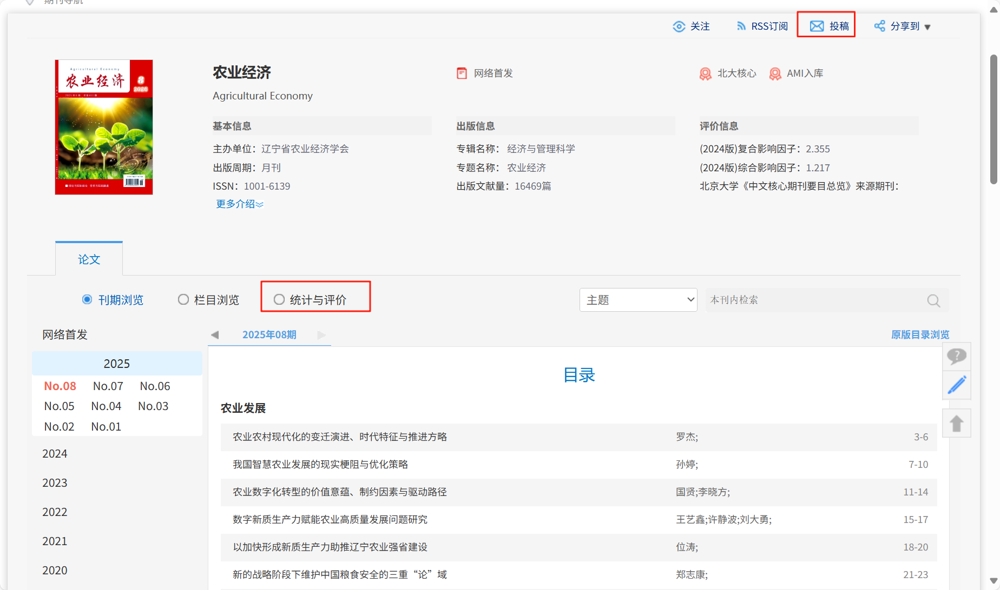 期刊导航
关注
RSS订阅
投稿
分享到
Agricultural Economy
农业经济
8
2025
农业经济
Agricultural Economy
网络首发
北大核心
AMI入库
基本信息
主办单位：辽宁省农业经济学会
出版周期：月刊
ISSN：1001-6139
更多介绍
出版信息
专辑名称：经济与管理科学
专题名称：农业经济
出版文献量：16469篇
评价信息
(2024版)复合影响因子：2.355
(2024版)综合影响因子：1.217
北京大学《中文核心期刊要目总览》来源期刊：
论文
刊期浏览
栏目浏览
统计与评价
主题
本刊内检索
网络首发
2025年08期
原版目录浏览
2025
No.08 No.07 No.06
No.05 No.04 No.03
No.02 No.01
2024
2023
2022
2021
2020
目录
农业发展
农业农村现代化的变迁演进、时代特征与推进方略 罗杰; 3-6
我国智慧农业发展的现实梗阻与优化策略 孙婷; 7-10
农业数字化转型的价值意蕴、制约因素与驱动路径 国贤;李晓方; 11-14
数字新质生产力赋能农业高质量发展问题研究 王艺鑫;许静波;刘大勇; 15-17
以加快形成新质生产力助推辽宁农业强省建设 位涛; 18-20
新的战略阶段下维护中国粮食安全的三重“论”域 郑志康; 21-23